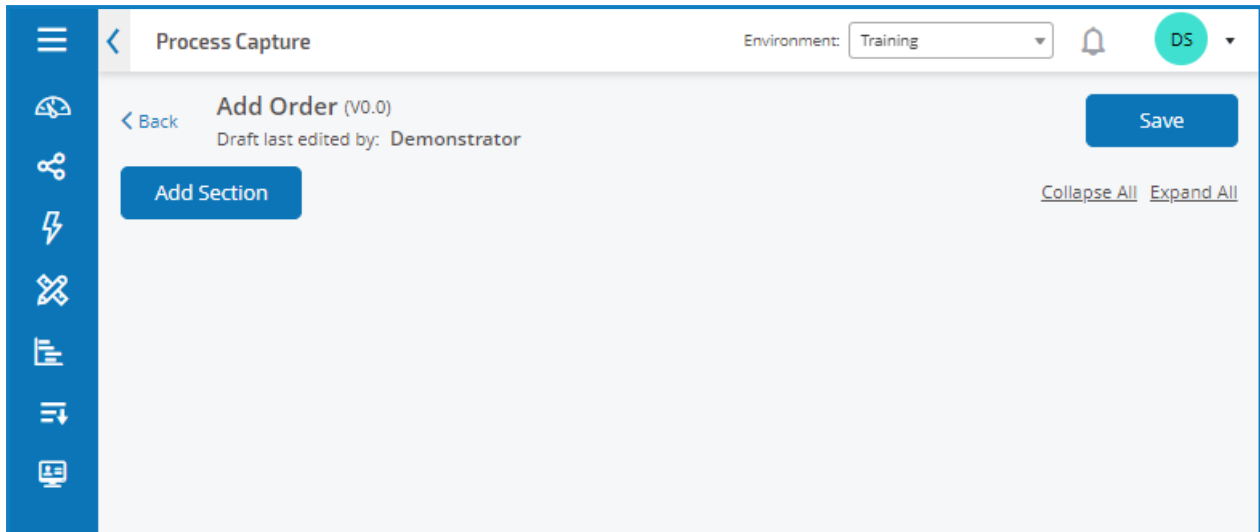 Process Capture
Environment: Training
DS
Back
Add Order (V0.0)
Draft last edited by: Demonstrator
Save
Add Section
Collapse All Expand All